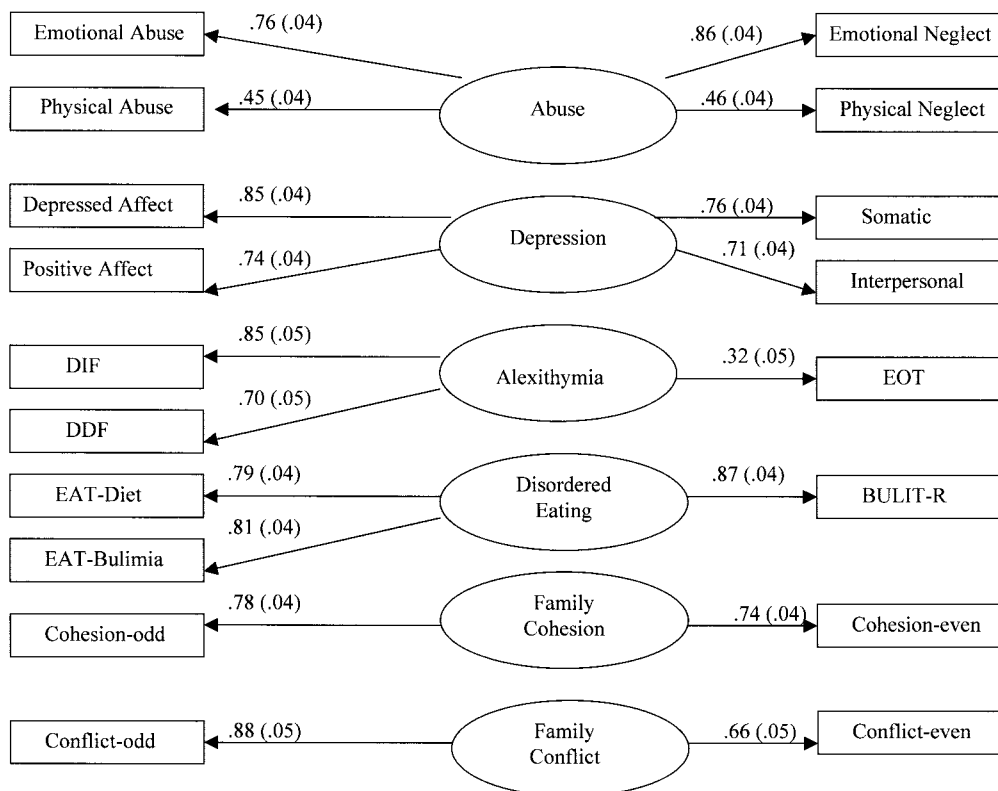 Emotional Abuse
.76 (.04)
.86 (.04)
Emotional Neglect
Physical Abuse
.45 (.04)
Abuse
.46 (.04)
Physical Neglect
Depressed Affect
.85 (.04)
Depression
.76 (.04)
Somatic
Positive Affect
.74 (.04)
.71 (.04)
Interpersonal
DIF
.85 (.05)
Alexithymia
.32 (.05)
EOT
DDF
.70 (.05)
EAT-Diet
.79 (.04)
Disordered
Eating
.87 (.04)
BULIT-R
EAT-Bulimia
.81 (.04)
Cohesion-odd
.78 (.04)
Family
Cohesion
.74 (.04)
Cohesion-even
Conflict-odd
.88 (.05)
Family
Conflict
.66 (.05)
Conflict-even